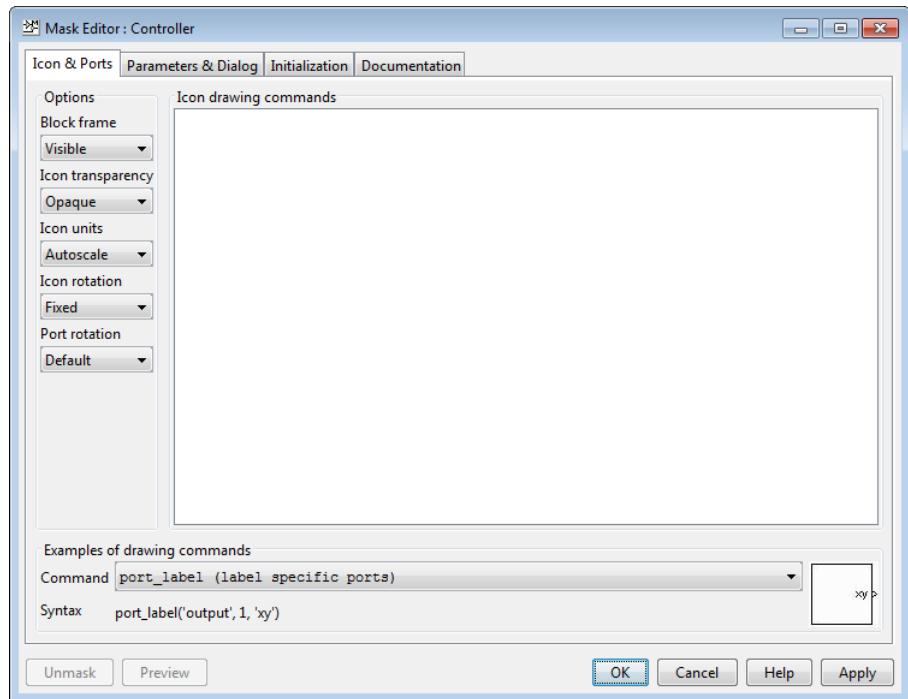 Mask Editor : Controller
Icon & Ports Parameters & Dialog Initialization Documentation
Options
Icon drawing commands
Block frame
Visible
Icon transparency
Opaque
Icon units
Autoscale
Icon rotation
Fixed
Port rotation
Default
Examples of drawing commands
Command port_label (label specific ports)
xy
Syntax port_label('output', 1, 'xy')
Unmask Preview OK Cancel Help Apply